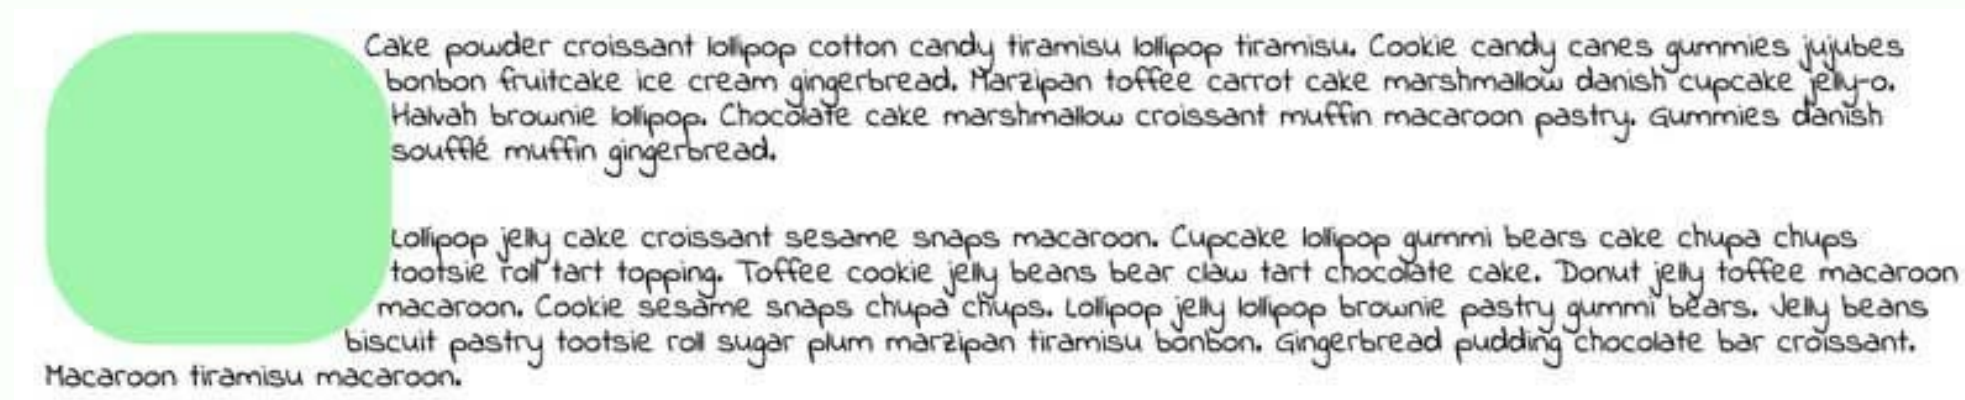 Cake powder croissant lollipop cotton candy tiramisu lollipop tiramisu. Cookie candy canes gummies jujubes
bonbon fruitcake ice cream gingerbread. Marzipan toffee carrot cake marshmallow danish cupcake jelly-o.
Halvah brownie lollipop. Chocolate cake marshmallow croissant muffin macaroon pastry. Gummies danish
soufflé muffin gingerbread.
Lollipop jelly cake croissant sesame snaps macaroon. Cupcake lollipop gummi bears cake chupa chups
tootsie roll tart topping. Toffee cookie jelly beans bear claw tart chocolate cake. Donut jelly toffee macaroon
macaroon. Cookie sesame snaps chupa chups. Lollipop jelly lollipop brownie pastry gummi bears. Jelly beans
biscuit pastry tootsie roll sugar plum marzipan tiramisu bonbon. Gingerbread pudding chocolate bar croissant.
Macaroon tiramisu macaroon.